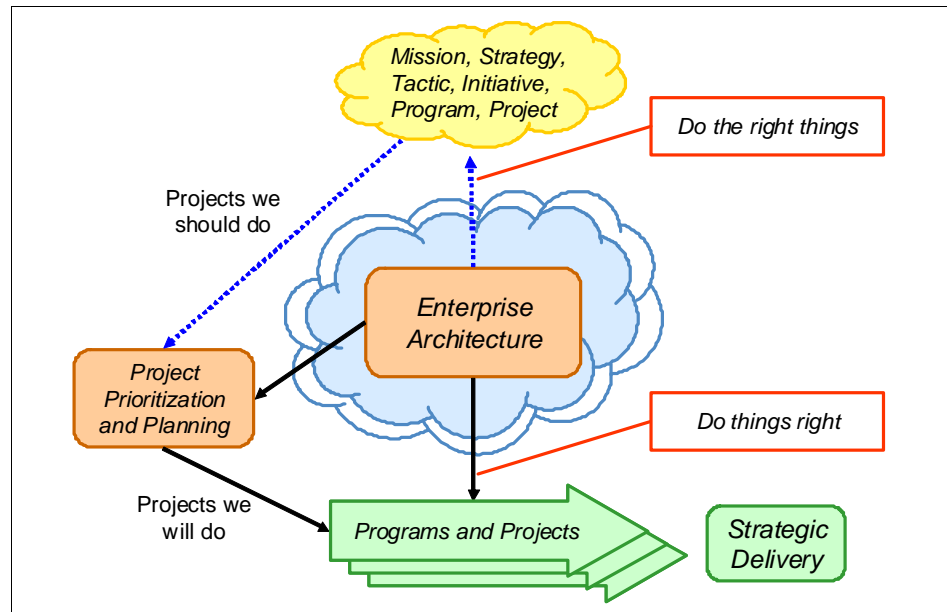 Mission, Strategy,
Tactic, Initiative,
Program, Project
Do the right things
Projects we
should do
Enterprise
Architecture
Project
Prioritization
and Planning
Do things right
Projects we
will do
Programs and Projects
Strategic
Delivery